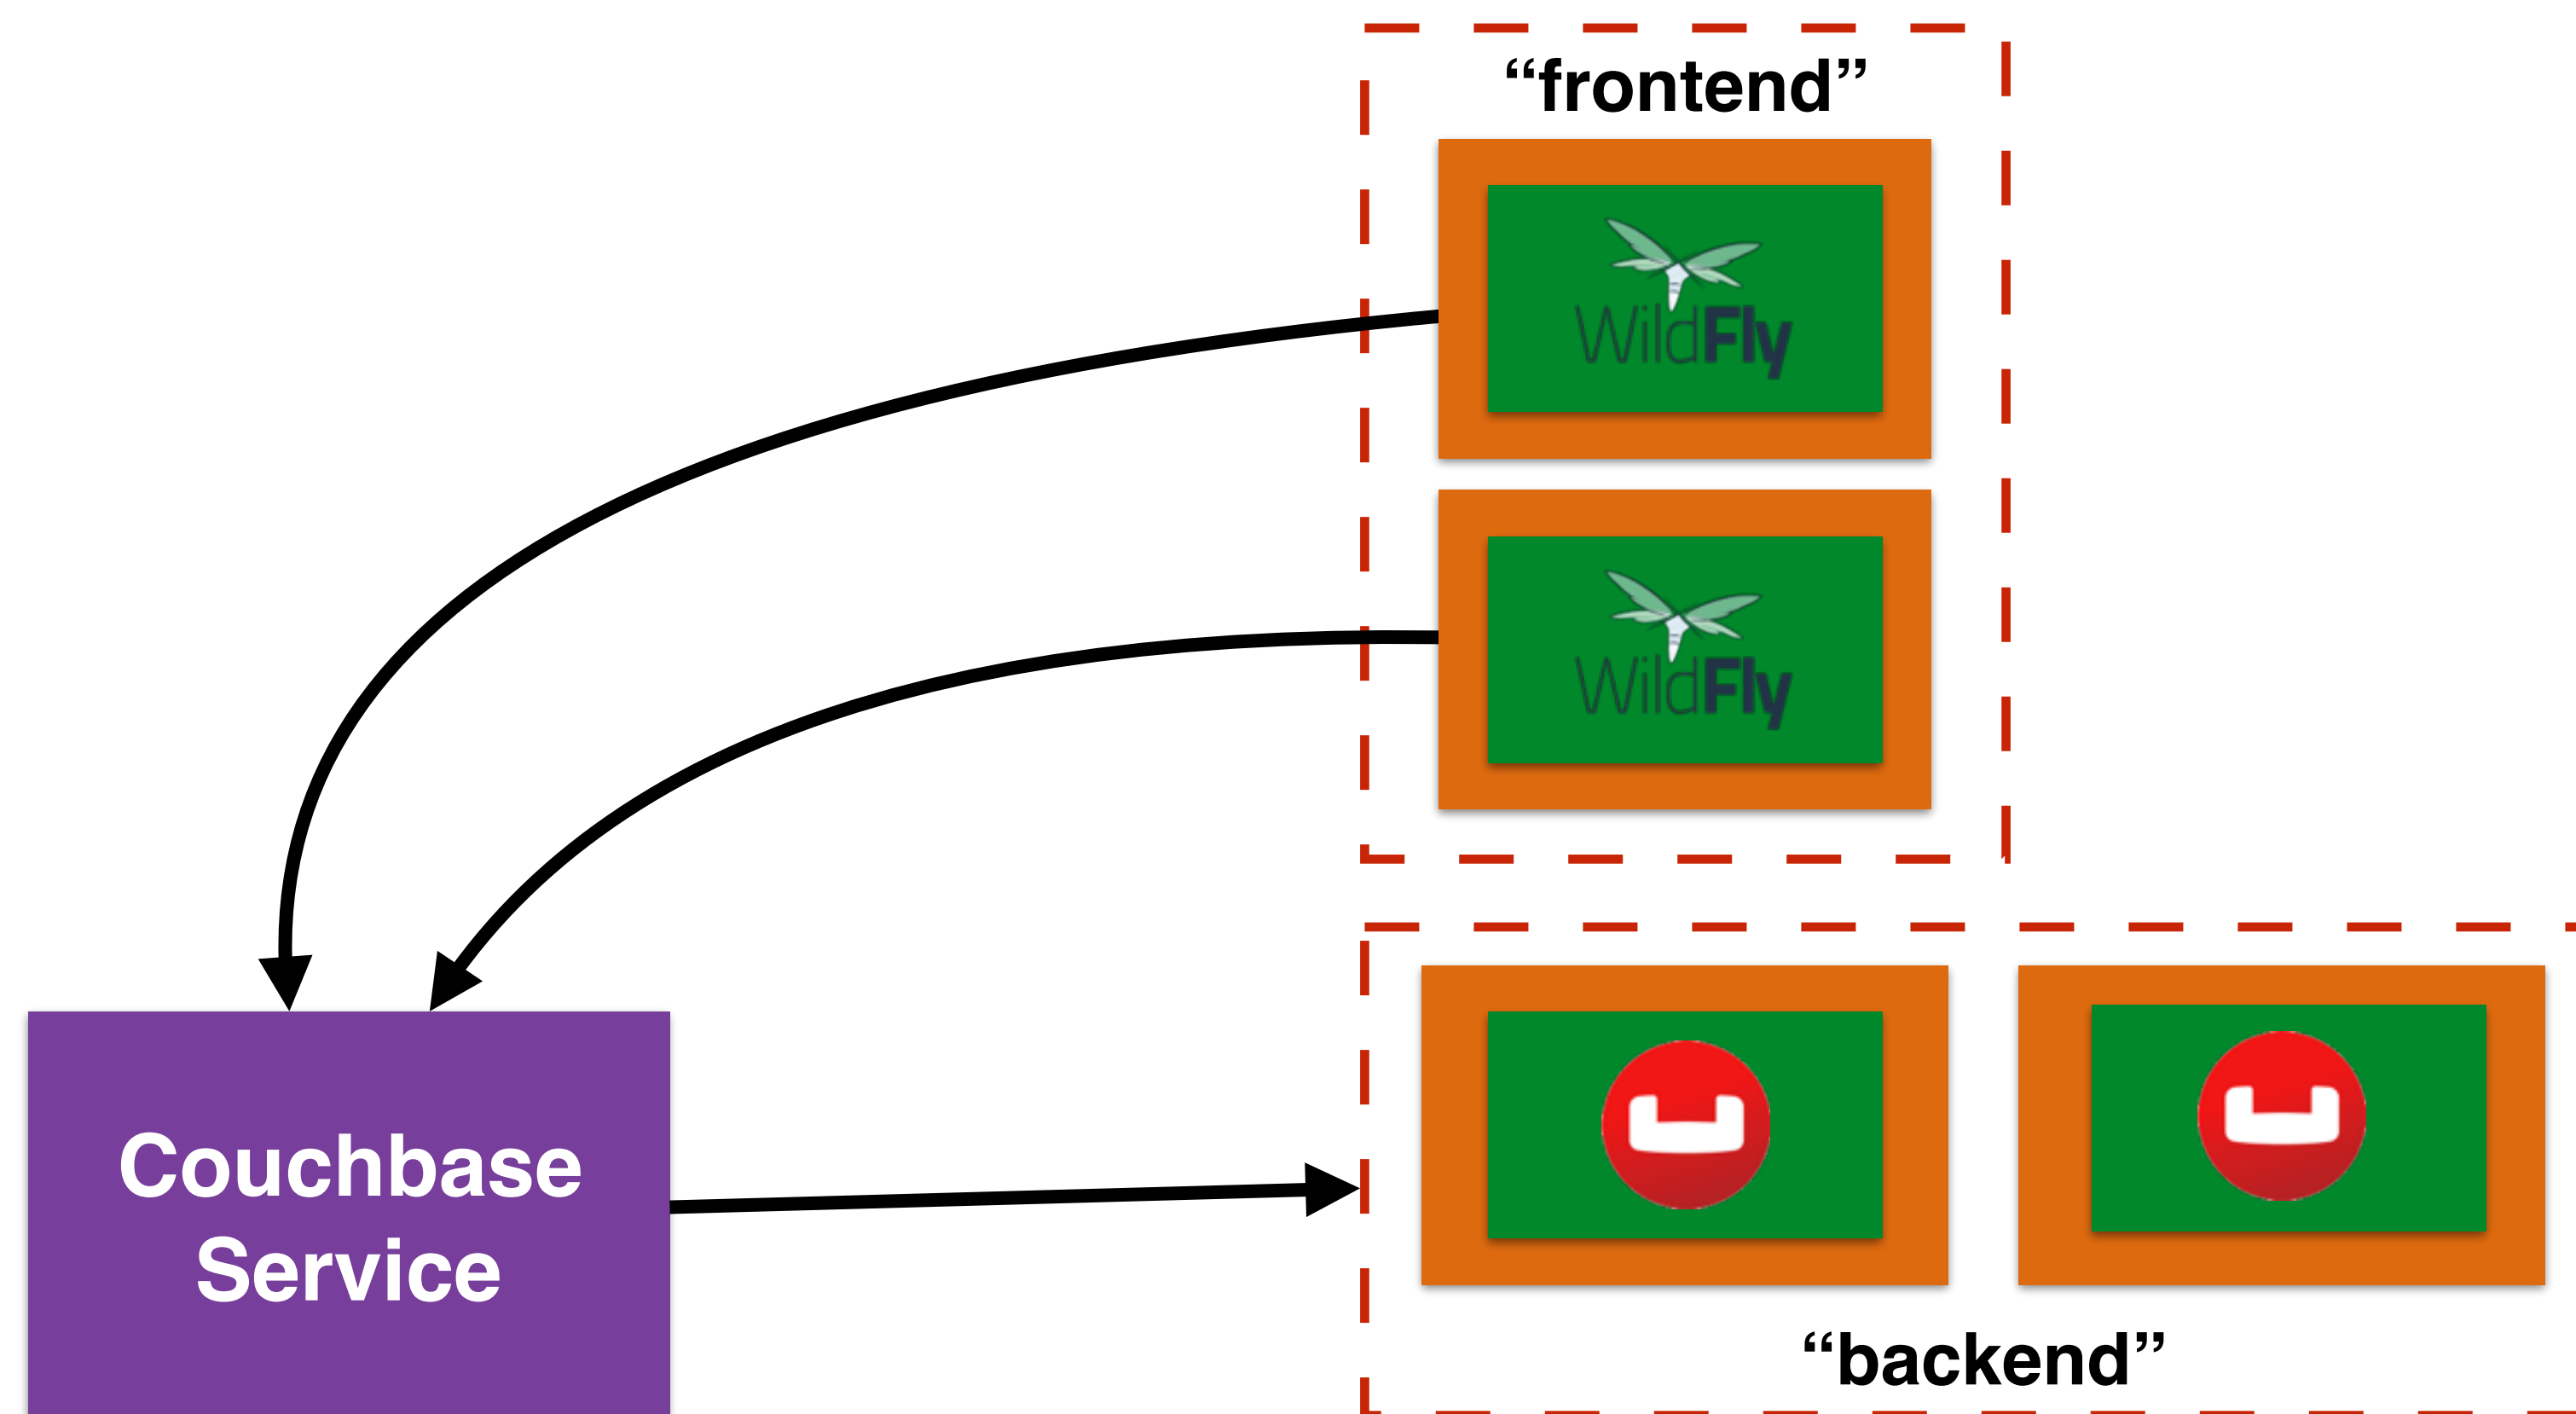 “frontend”
WildFly
WildFly
Couchbase
Service
“backend”